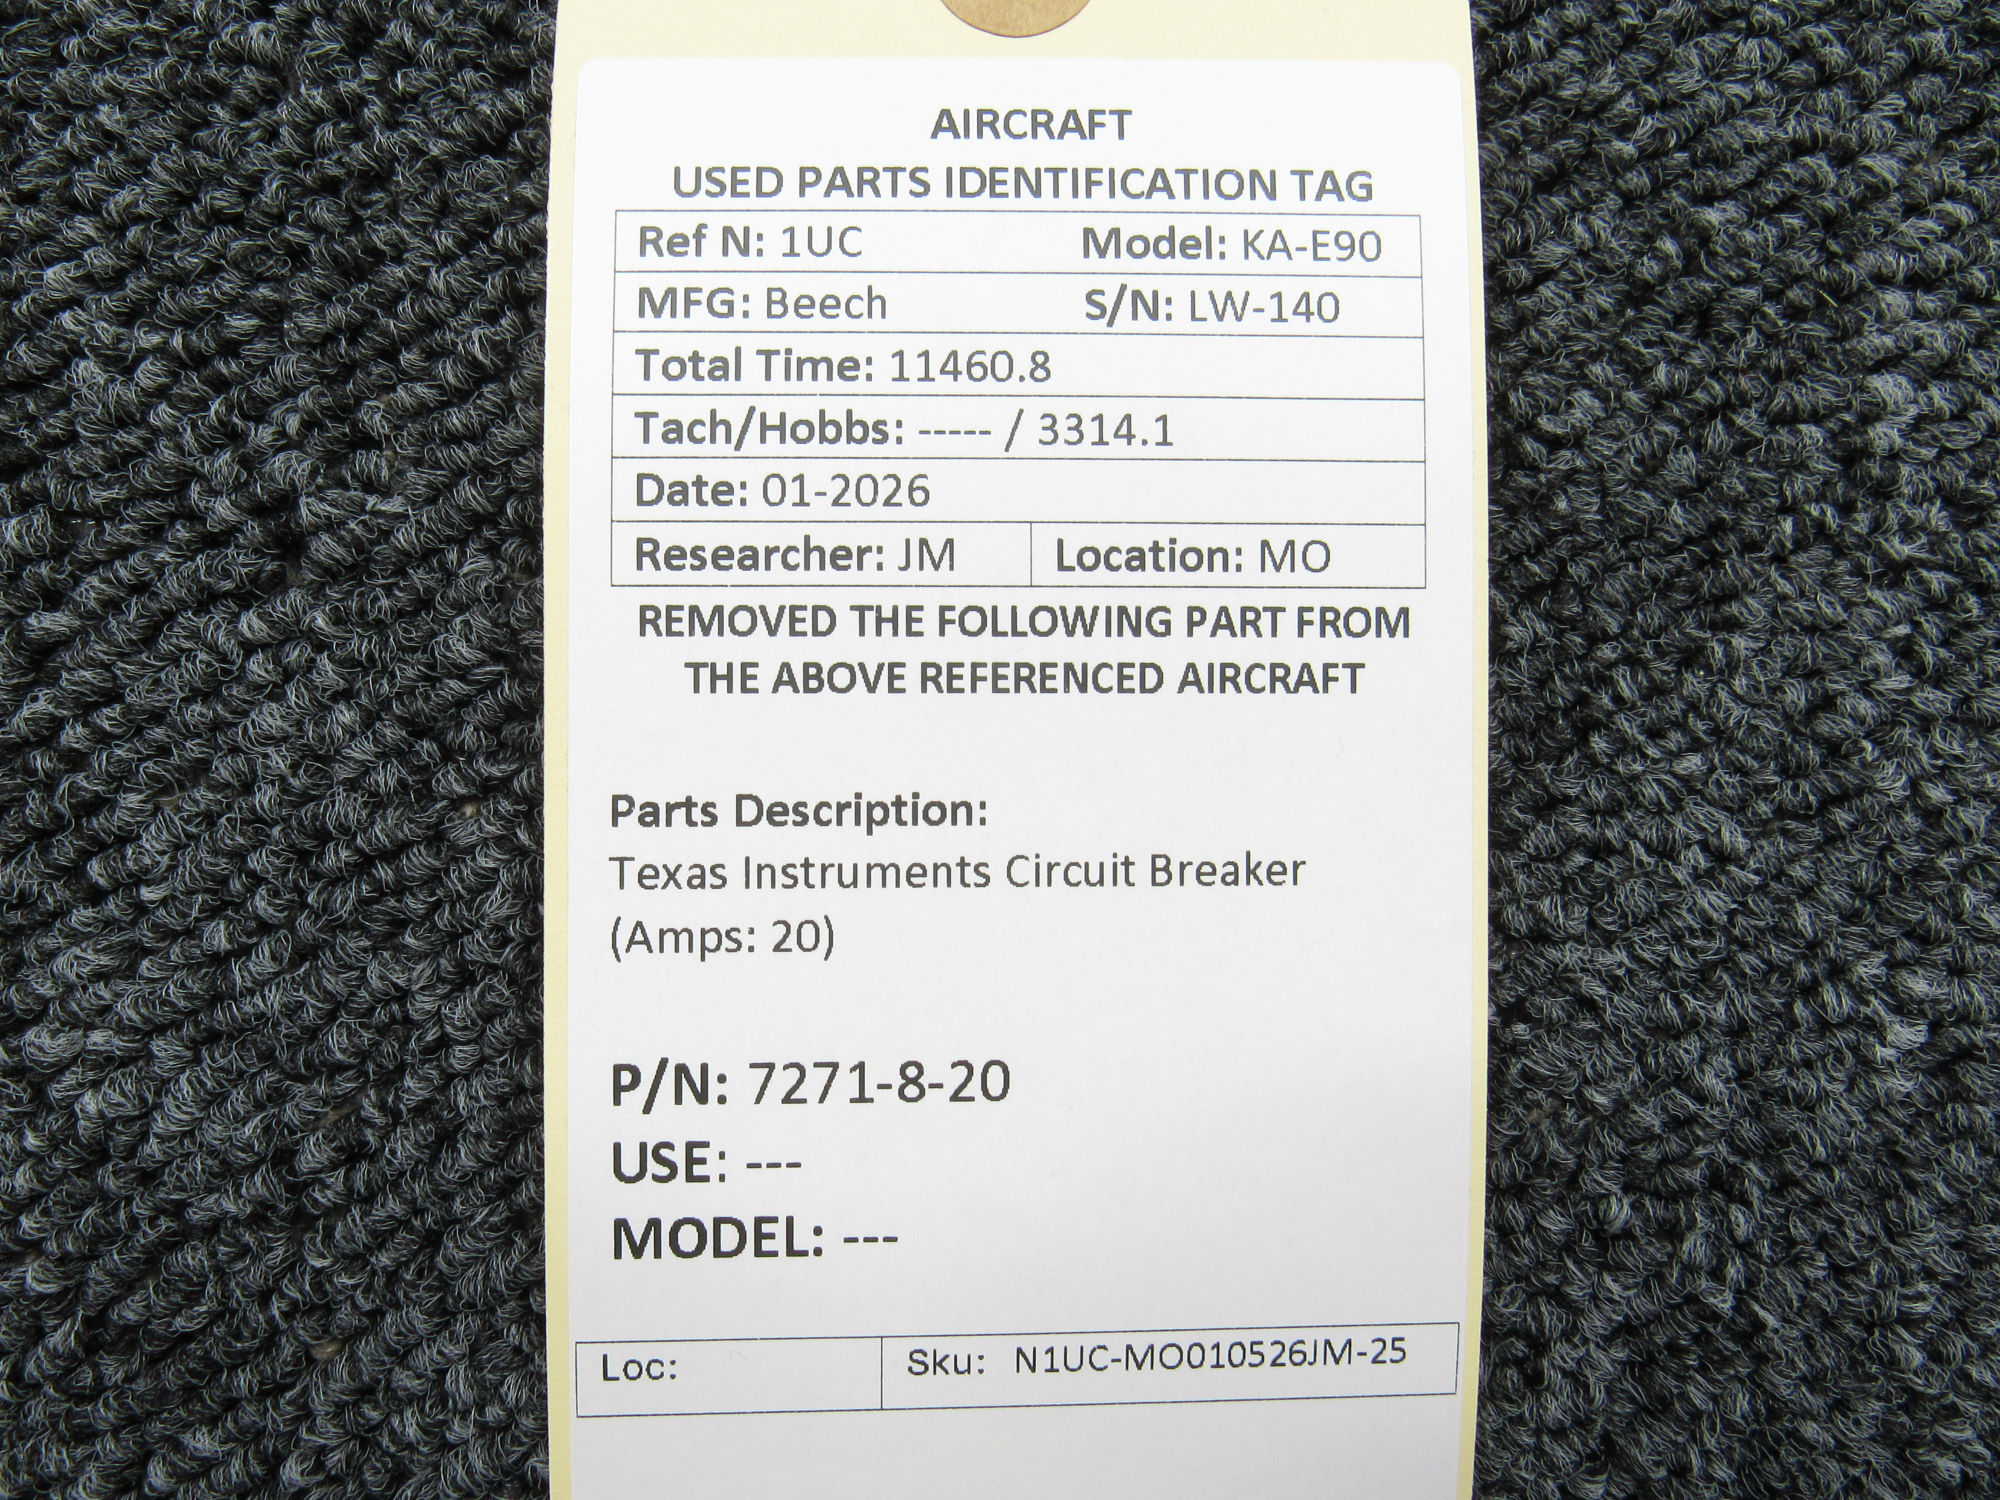 AIRCRAFT
USED PARTS IDENTIFICATION TAG
Ref N: 1UC Model: KA-E90
MFG: Beech S/N: LW-140
Total Time: 11460.8
Tach/Hobbs: ----- / 3314.1
Date: 01-2026
Researcher: JM Location: MO
REMOVED THE FOLLOWING PART FROM
THE ABOVE REFERENCED AIRCRAFT
Parts Description:
Texas Instruments Circuit Breaker
(Amps: 20)
P/N: 7271-8-20
USE: ---
MODEL: ---
Loc: Sku: N1UC-MO010526JM-25